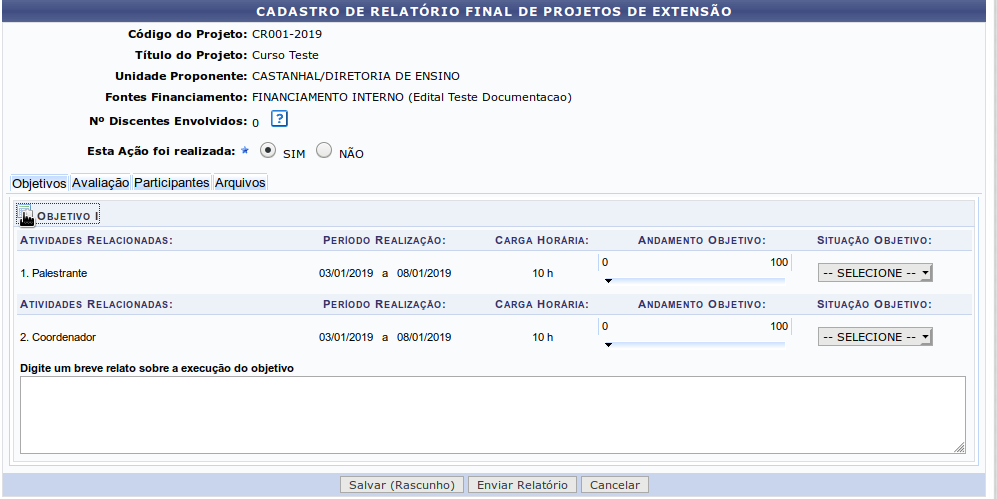 CADASTRO DE RELATÓRIO FINAL DE PROJETOS DE EXTENSÃO
Código do Projeto: CR001-2019
Título do Projeto: Curso Teste
Unidade Proponente: CASTANHAL/DIRETORIA DE ENSINO
Fontes Financiamento: FINANCIAMENTO INTERNO (Edital Teste Documentacao)
Nº Discentes Envolvidos: 0 ?
Esta Ação foi realizada: SIM NÃO
Objetivos Avaliação Participantes Arquivos
OBJETIVO I
ATIVIDADES RELACIONADAS: PERÍODO REALIZAÇÃO: CARGA HORÁRIA: ANDAMENTO OBJETIVO: SITUAÇÃO OBJETIVO:
0 100
1. Palestrante 03/01/2019 a 08/01/2019 10 h -- SELECIONE --
ATIVIDADES RELACIONADAS: PERÍODO REALIZAÇÃO: CARGA HORÁRIA: ANDAMENTO OBJETIVO: SITUAÇÃO OBJETIVO:
0 100
2. Coordenador 03/01/2019 a 08/01/2019 10 h -- SELECIONE --
Digite um breve relato sobre a execução do objetivo
Salvar (Rascunho) Enviar Relatório Cancelar